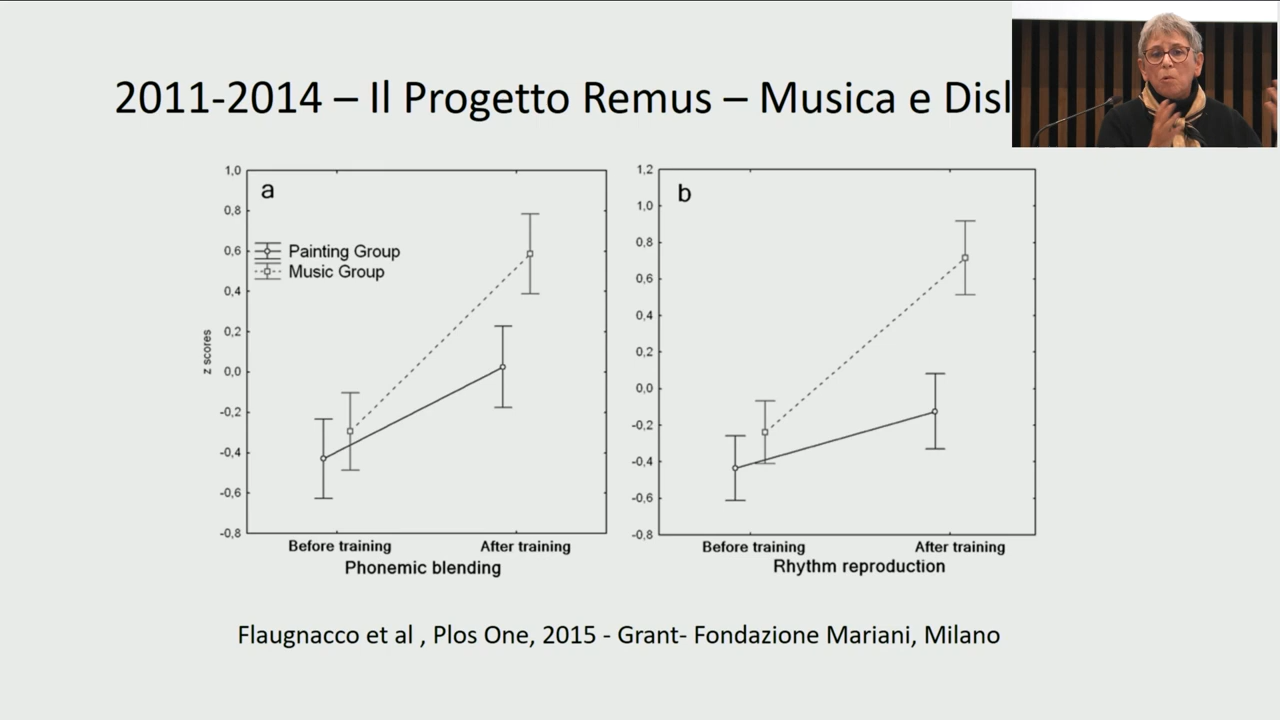 2011-2014 – Il Progetto Remus – Musica e Disl
a
Painting Group
Music Group
z scores
1,0
0,8
0,6
0,4
0,2
0,0
-0,2
-0,4
-0,6
-0,8
Before training
After training
Phonemic blending
b
1,2
1,0
0,8
0,6
0,4
0,2
0,0
-0,2
-0,4
-0,6
-0,8
Before training
After training
Rhythm reproduction
Flaugnacco et al , Plos One, 2015 - Grant- Fondazione Mariani, Milano